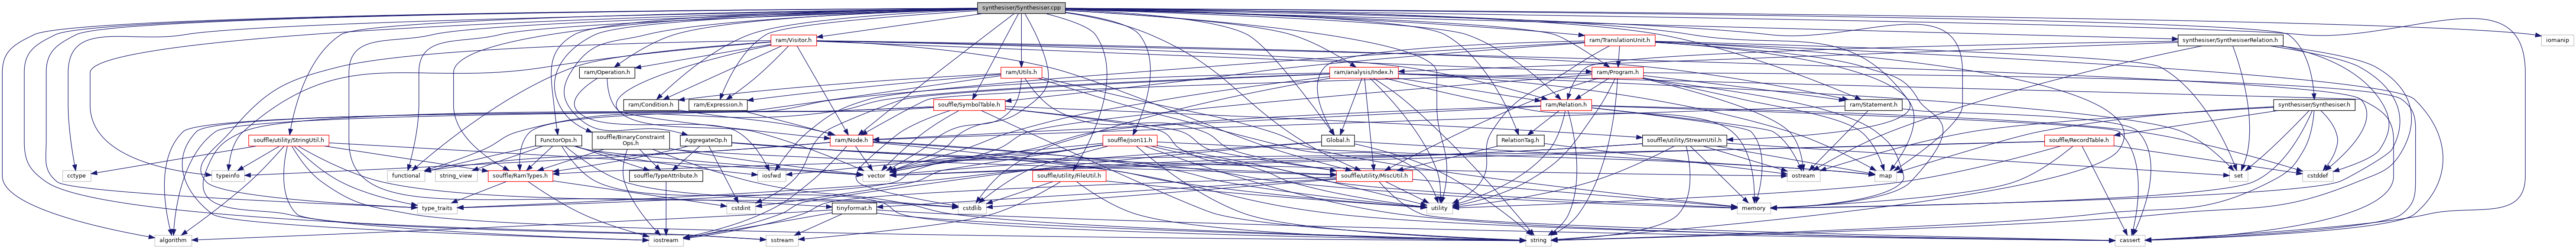 synthesiser/Synthesiser.cpp
ram/Visitor.h
ram/TranslationUnit.h
synthesiser/SynthesiserRelation.h
iomanip
ram/Operation.h
ram/Utils.h
ram/analysis/Index.h
ram/Program.h
ram/Condition.h
ram/Expression.h
souffle/SymbolTable.h
ram/Relation.h
ram/Statement.h
synthesiser/Synthesiser.h
souffle/utility/StringUtil.h
FunctorOps.h
souffle/BinaryConstraint
Ops.h
AggregateOp.h
ram/Node.h
souffle/json11.h
Global.h
RelationTag.h
souffle/utility/StreamUtil.h
souffle/RecordTable.h
cctype
typeinfo
functional
string_view
souffle/RamTypes.h
souffle/TypeAttribute.h
iosfwd
vector
souffle/utility/FileUtil.h
souffle/utility/MiscUtil.h
ostream
map
set
cstddef
type_traits
cstdint
tinyformat.h
cstdlib
utility
memory
algorithm
iostream
sstream
string
cassert